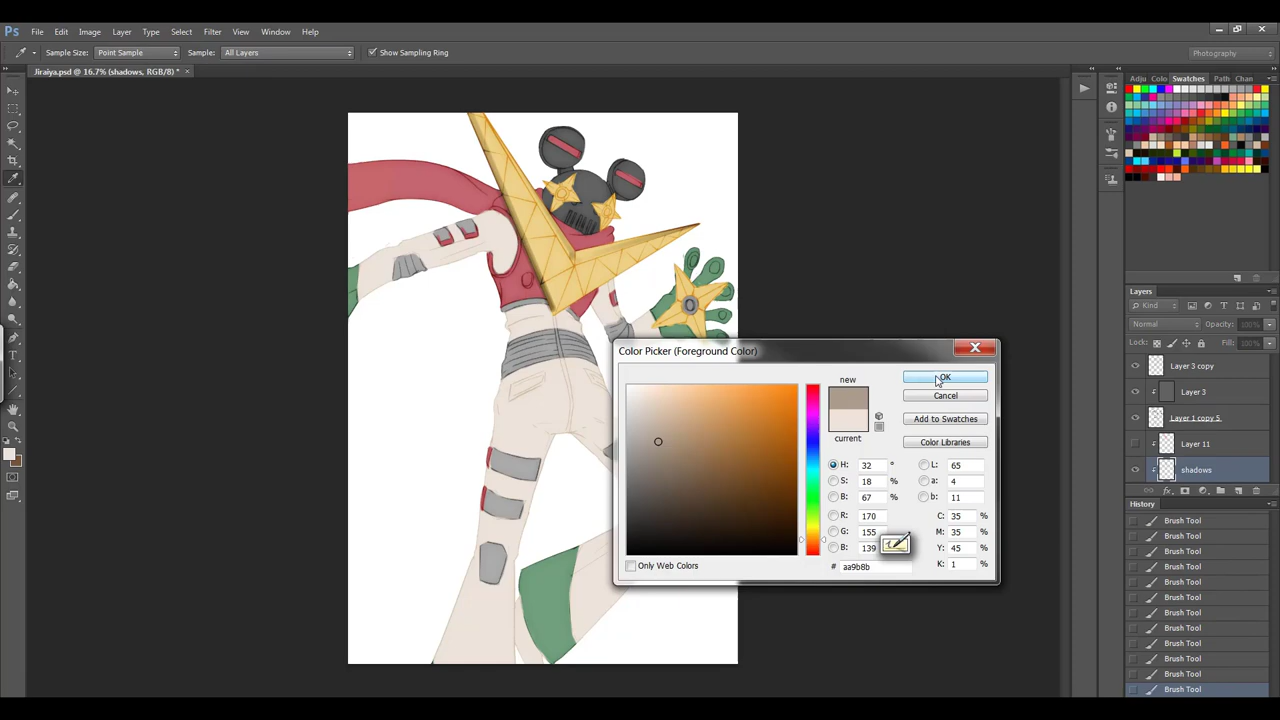 Ps File Edit Image Layer Type Select Filter View Window Help
Sample Size: Point Sample Sample: All Layers Show Sampling Ring Photography
Jiraiya.psd @ 16.7% (shadows, RGB/8) * ×
Adju Colo Swatches Path Chan
Layers
Kind
Normal Opacity: 100%
Lock: Fill: 100%
Layer 3 copy
Layer 3
Layer 1 copy 5
Layer 11
shadows
History
Brush Tool
Brush Tool
Brush Tool
Brush Tool
Brush Tool
Brush Tool
Brush Tool
Brush Tool
Brush Tool
Brush Tool
Brush Tool
Brush Tool
Color Picker (Foreground Color)
new
current
OK
Cancel
Add to Swatches
Color Libraries
H: 32 °
S: 18 %
B: 67 %
R: 170
G: 155
B: 139
L: 65
a: 4
b: 11
C: 35 %
M: 35 %
Y: 45 %
K: 1 %
# aa9b8b
Only Web Colors